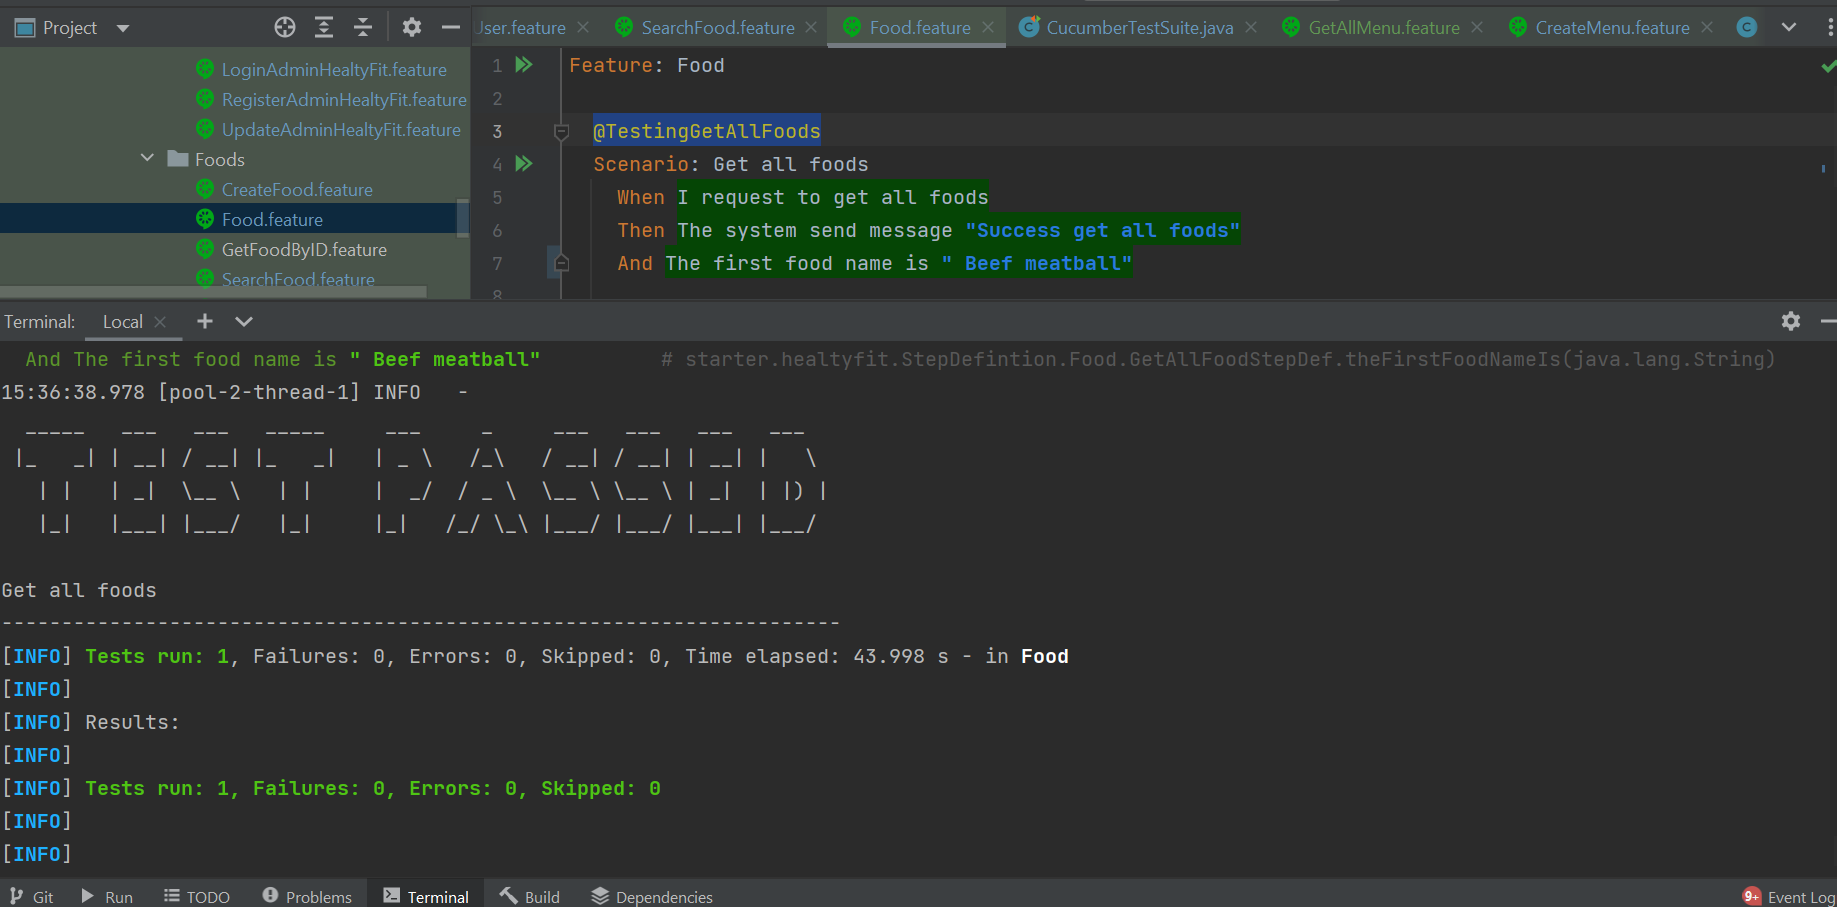 Project
User.feature SearchFood.feature Food.feature CucumberTestSuite.java GetAllMenu.feature CreateMenu.feature
LoginAdminHealtyFit.feature
RegisterAdminHealtyFit.feature
UpdateAdminHealtyFit.feature
Foods
CreateFood.feature
Food.feature
GetFoodByID.feature
SearchFood.feature
1 Feature: Food
2
3 @TestingGetAllFoods
4 Scenario: Get all foods
5 When I request to get all foods
6 Then The system send message "Success get all foods"
7 And The first food name is " Beef meatball"
8
Terminal: Local
And The first food name is " Beef meatball" # starter.healtyfit.StepDefintion.Food.GetAllFoodStepDef.theFirstFoodNameIs(java.lang.String)
15:36:38.978 [pool-2-thread-1] INFO -
TEST PASSED
Get all foods
----------------------------------------------------------------------
[INFO] Tests run: 1, Failures: 0, Errors: 0, Skipped: 0, Time elapsed: 43.998 s - in Food
[INFO]
[INFO] Results:
[INFO]
[INFO] Tests run: 1, Failures: 0, Errors: 0, Skipped: 0
[INFO]
[INFO]
Git Run TODO Problems Terminal Build Dependencies 9+ Event Log